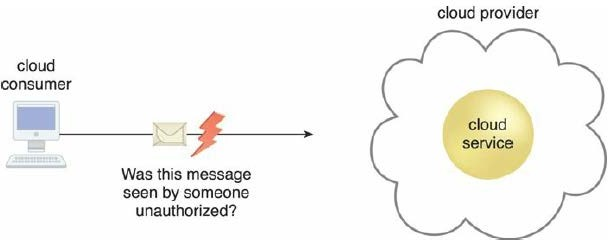 cloud provider
cloud
consumer
cloud
service
Was this message
seen by someone
unauthorized?